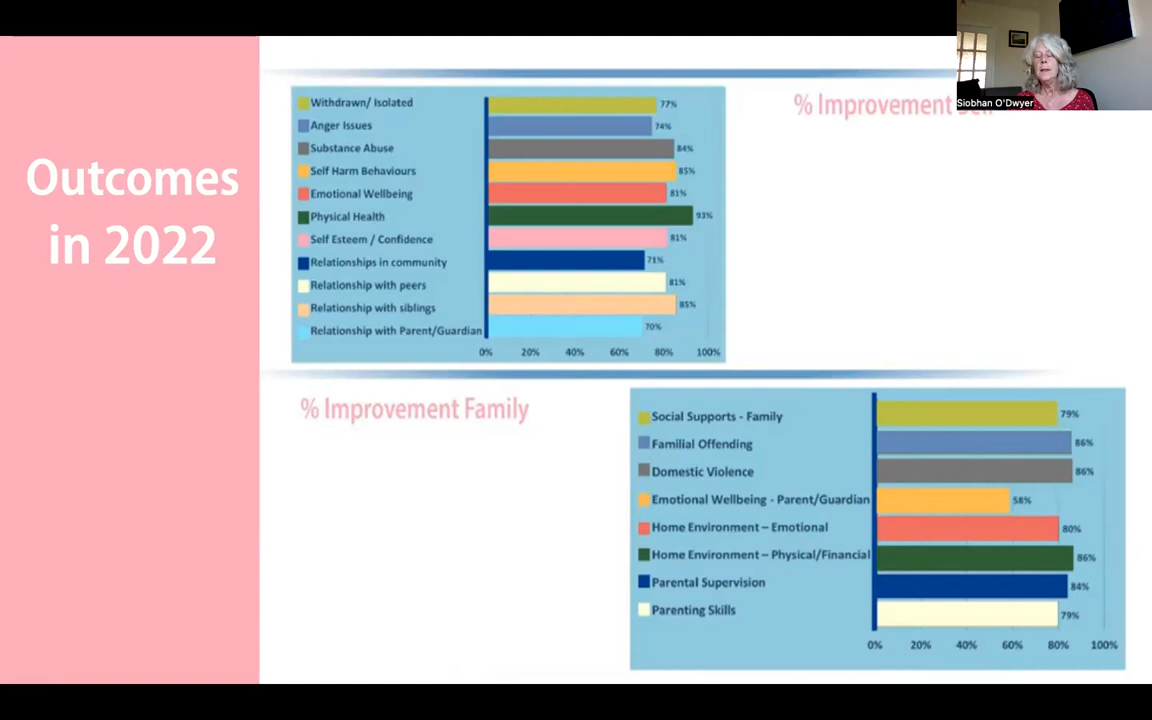 Outcomes
in 2022
% Improvement
Siobhan O'Dwyer
Withdrawn/ Isolated 77%
Anger Issues 74%
Substance Abuse 84%
Self Harm Behaviours 85%
Emotional Wellbeing 81%
Physical Health 93%
Self Esteem / Confidence 81%
Relationships in community 71%
Relationship with peers 81%
Relationship with siblings 85%
Relationship with Parent/Guardian 70%
0% 20% 40% 60% 80% 100%
% Improvement Family
Social Supports - Family 79%
Familial Offending 86%
Domestic Violence 86%
Emotional Wellbeing - Parent/Guardian 58%
Home Environment – Emotional 80%
Home Environment – Physical/Financial 86%
Parental Supervision 84%
Parenting Skills 79%
0% 20% 40% 60% 80% 100%